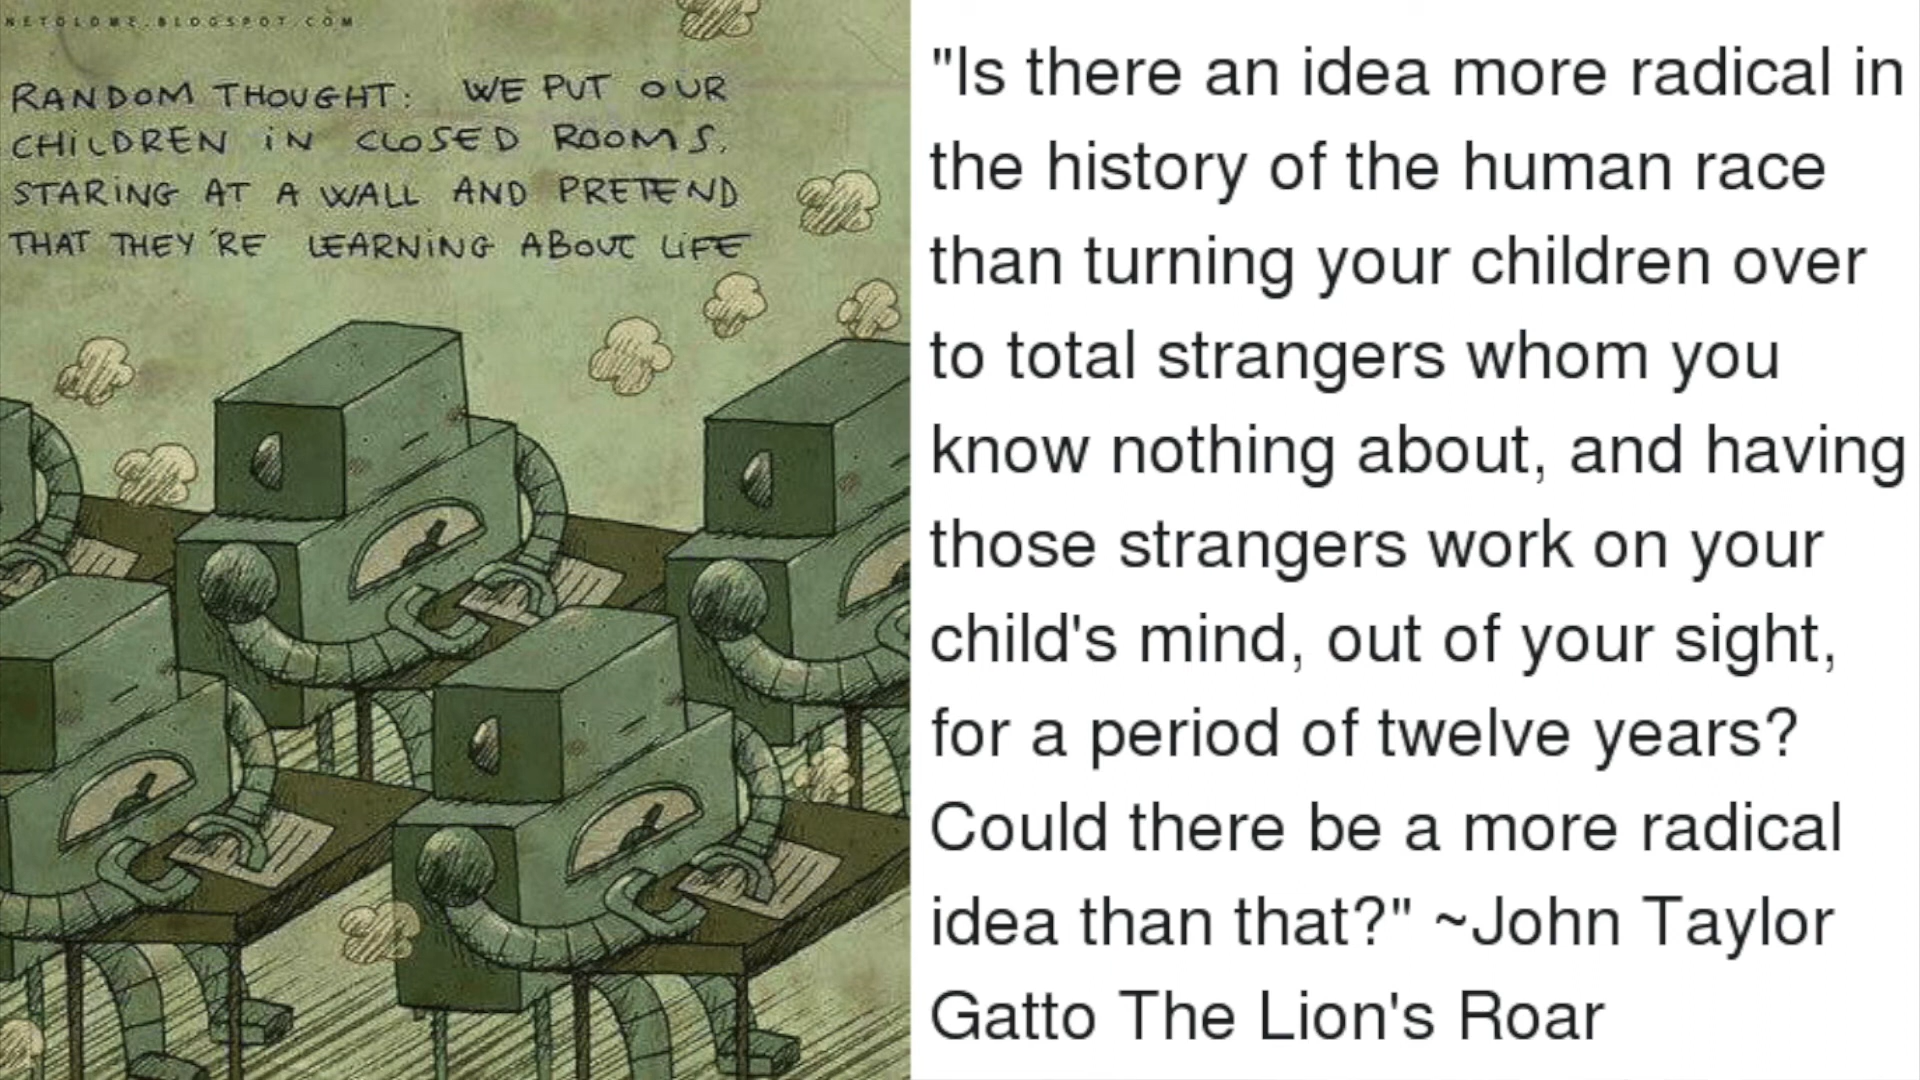 NETOLOME.BLOGSPOT.COM
RANDOM THOUGHT: WE PUT OUR
CHILDREN IN CLOSED ROOMS,
STARING AT A WALL AND PRETEND
THAT THEY'RE LEARNING ABOUT LIFE
"Is there an idea more radical in
the history of the human race
than turning your children over
to total strangers whom you
know nothing about, and having
those strangers work on your
child's mind, out of your sight,
for a period of twelve years?
Could there be a more radical
idea than that?" ~John Taylor
Gatto The Lion's Roar